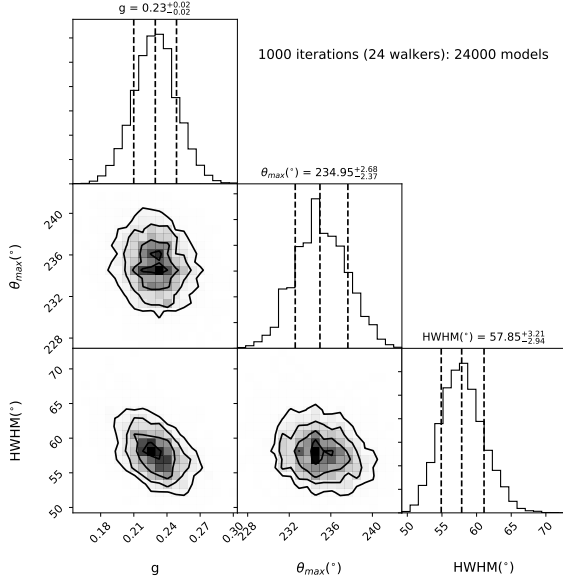 g = 0.23+0.02 −0.02
1000 iterations (24 walkers): 24000 models
θmax(°) = 234.95+2.68 −2.37
240
236
232
228
θmax(°)
HWHM(°) = 57.85+3.21 −2.94
70
65
60
55
50
HWHM(°)
0.18 0.21 0.24 0.27 0.30
228 232 236 240
50 55 60 65 70
g
θmax(°)
HWHM(°)